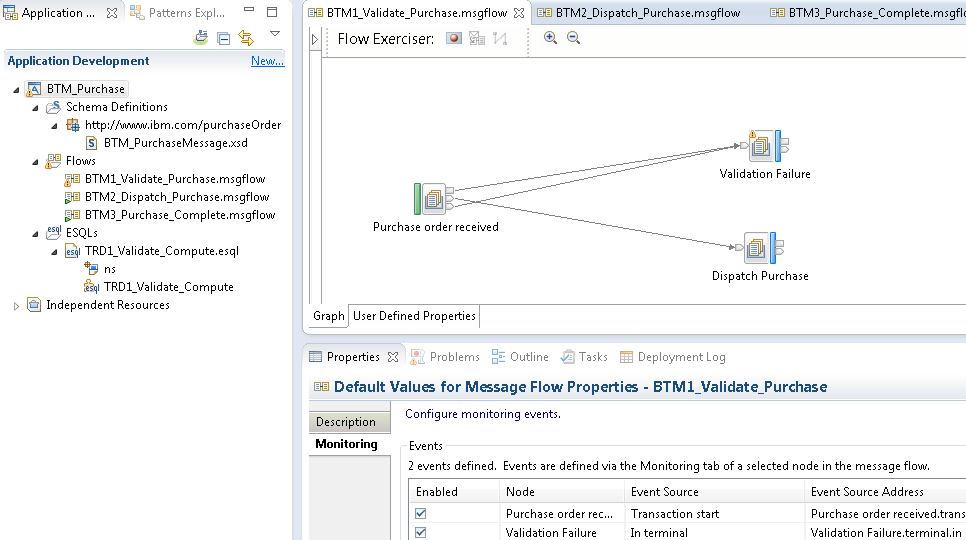 Application ...
Patterns Expl...
Application Development
New...
BTM_Purchase
Schema Definitions
http://www.ibm.com/purchaseOrder
BTM_PurchaseMessage.xsd
Flows
BTM1_Validate_Purchase.msgflow
BTM2_Dispatch_Purchase.msgflow
BTM3_Purchase_Complete.msgflow
ESQLs
TRD1_Validate_Compute.esql
ns
TRD1_Validate_Compute
Independent Resources
BTM1_Validate_Purchase.msgflow
BTM2_Dispatch_Purchase.msgflow
BTM3_Purchase_Complete.msgflo
Flow Exerciser:
Validation Failure
Purchase order received
Dispatch Purchase
Graph
User Defined Properties
Properties
Problems
Outline
Tasks
Deployment Log
Default Values for Message Flow Properties - BTM1_Validate_Purchase
Description
Monitoring
Configure monitoring events.
Events
2 events defined. Events are defined via the Monitoring tab of a selected node in the message flow.
Enabled Node Event Source Event Source Address
Purchase order rec... Transaction start Purchase order received.trans
Validation Failure In terminal Validation Failure.terminal.in